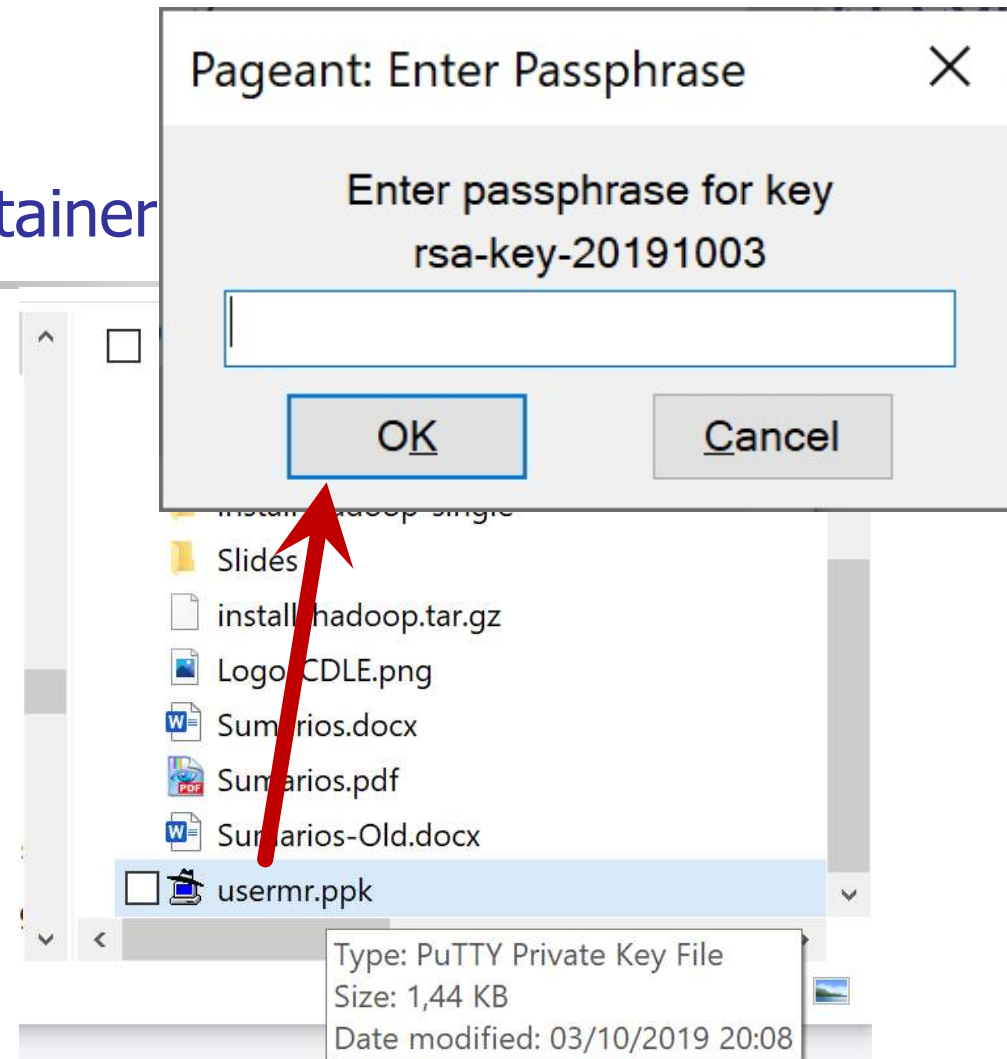 Pageant: Enter Passphrase
tainer
Enter passphrase for key
rsa-key-20191003
OK
Cancel
Slides
install hadoop.tar.gz
Logo CDLE.png
Sumarios.docx
Sumarios.pdf
Sumarios-Old.docx
usermr.ppk
Type: PuTTY Private Key File
Size: 1,44 KB
Date modified: 03/10/2019 20:08